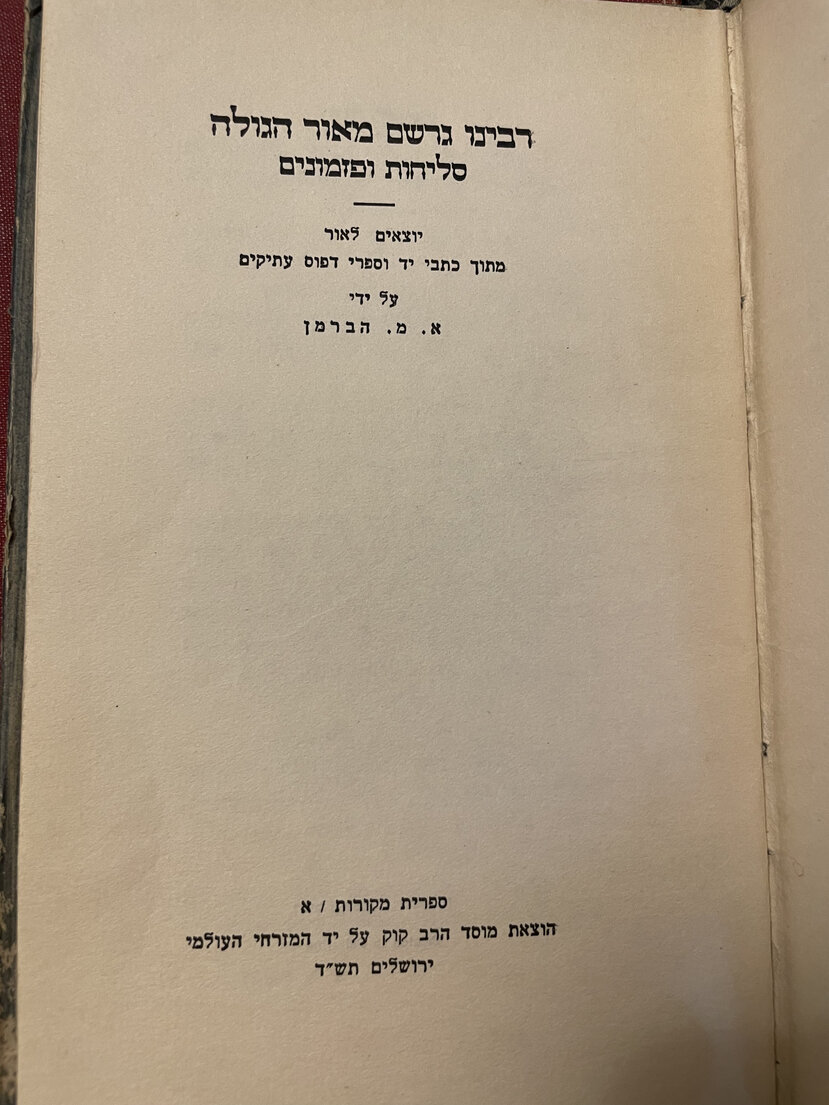 רבינו גרשם מאור הגולה
סליחות ופזמונים
יוצאים לאור
מתוך כתבי יד וספרי דפוס עתיקים
על ידי
א. מ. הברמן
ספרית מקורות / א
הוצאת מוסד הרב קוק על יד המזרחי העולמי
ירושלים תש״ד